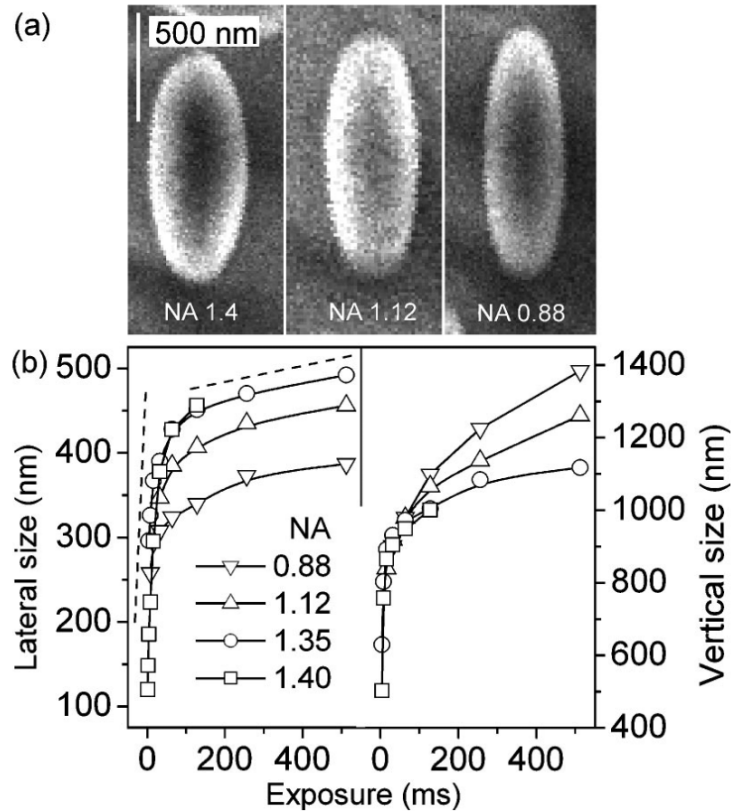 (a)
500 nm
NA 1.4
NA 1.12
NA 0.88
(b)
500
400
300
200
100
Lateral size (nm)
NA
0.88
1.12
1.35
1.40
1400
1200
1000
800
600
400
Vertical size (nm)
0 200 400 0 200 400
Exposure (ms)